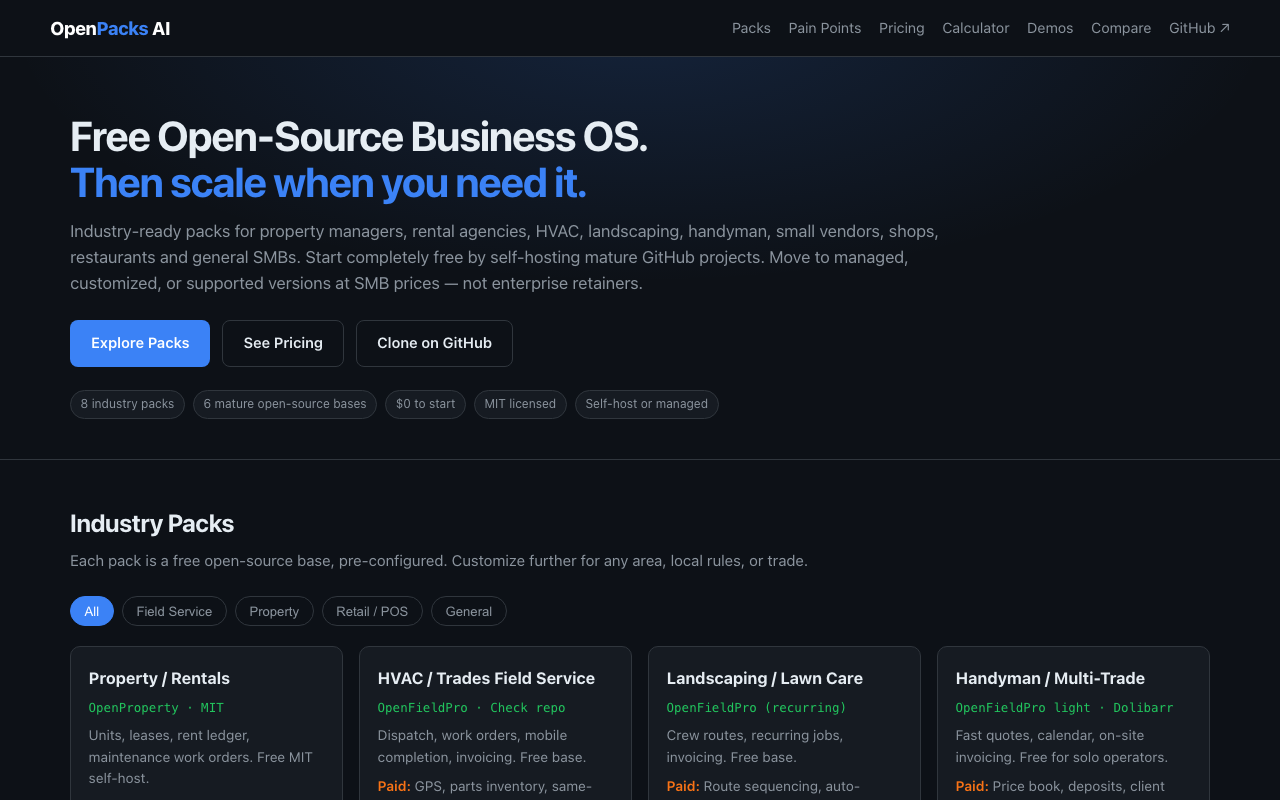 OpenPacks AI
Packs Pain Points Pricing Calculator Demos Compare GitHub ↗
Free Open-Source Business OS.
Then scale when you need it.
Industry-ready packs for property managers, rental agencies, HVAC, landscaping, handyman, small vendors, shops,
restaurants and general SMBs. Start completely free by self-hosting mature GitHub projects. Move to managed,
customized, or supported versions at SMB prices — not enterprise retainers.
Explore Packs See Pricing Clone on GitHub
8 industry packs 6 mature open-source bases $0 to start MIT licensed Self-host or managed
Industry Packs
Each pack is a free open-source base, pre-configured. Customize further for any area, local rules, or trade.
All Field Service Property Retail / POS General
Property / Rentals
OpenProperty · MIT
Units, leases, rent ledger,
maintenance work orders. Free MIT
self-host.
HVAC / Trades Field Service
OpenFieldPro · Check repo
Dispatch, work orders, mobile
completion, invoicing. Free base.
Paid: GPS, parts inventory, same-
Landscaping / Lawn Care
OpenFieldPro (recurring)
Crew routes, recurring jobs,
invoicing. Free base.
Paid: Route sequencing, auto-
Handyman / Multi-Trade
OpenFieldPro light · Dolibarr
Fast quotes, calendar, on-site
invoicing. Free for solo operators.
Paid: Price book, deposits, client